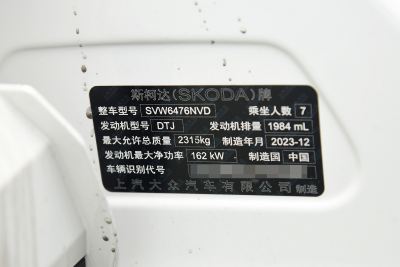 斯柯达(SKODA)牌
整车型号 SVW6476NVD 乘坐人数 7
发动机型号 DTJ 发动机排量 1984 mL
最大允许总质量 2315kg 制造年月 2023-12
发动机最大净功率 162 kW 制造国 中国
车辆识别代号
上汽大众汽车有限公司 制造